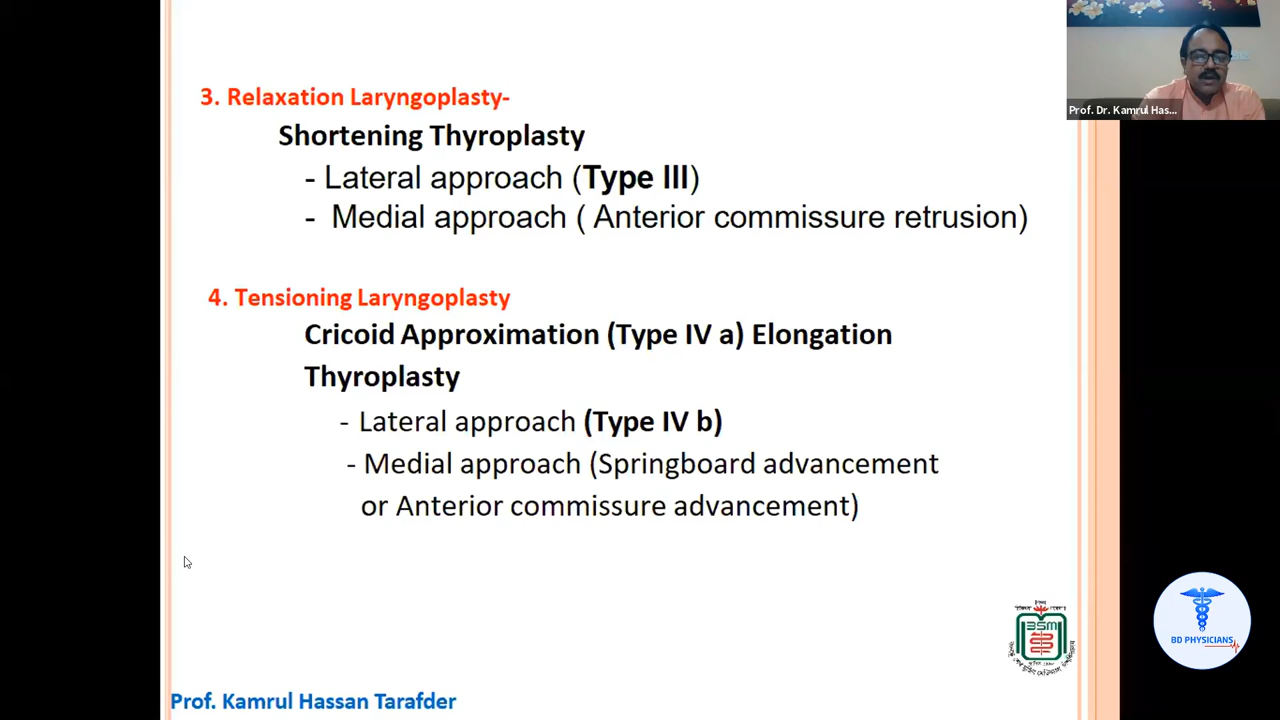 3. Relaxation Laryngoplasty-
Shortening Thyroplasty
- Lateral approach (Type III)
- Medial approach ( Anterior commissure retrusion)
4. Tensioning Laryngoplasty
Cricoid Approximation (Type IV a) Elongation
Thyroplasty
- Lateral approach (Type IV b)
- Medial approach (Springboard advancement
or Anterior commissure advancement)
Prof. Kamrul Hassan Tarafder
Prof. Dr. Kamrul Has...
BSM
BD PHYSICIANS